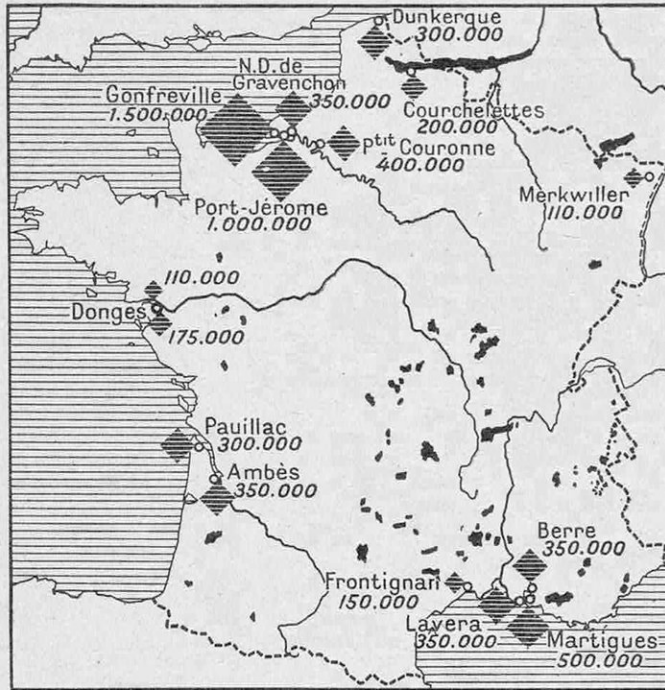 Dunkerque
300.000
N.D. de
Gravenchon
350.000
Gonfreville
1.500.000
Courchelettes
200.000
Ptit Couronne
400.000
Merkwiller
110.000
Port-Jérome
1.000.000
110.000
Donges
175.000
Pauillac
300.000
Ambès
350.000
Berre
350.000
Frontignan
150.000
Lavera
350.000
Martigues
500.000